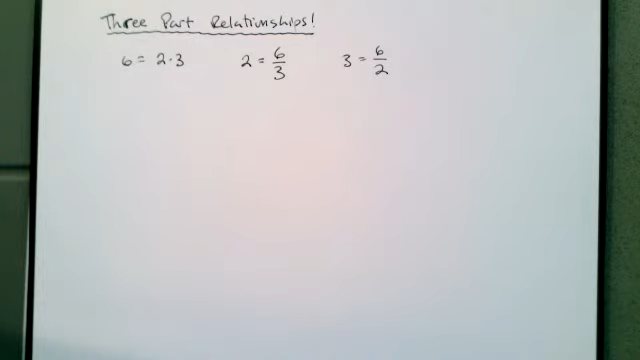 Three Part Relationships!
6 = 2·3 2 = 6/3 3 = 6/2